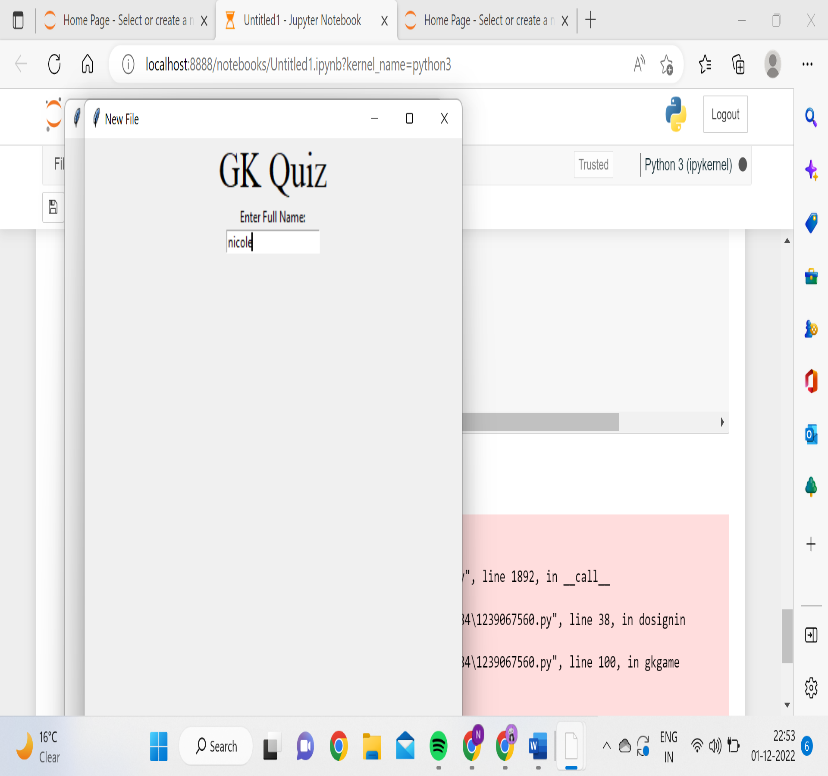 Home Page - Select or create a n
Untitled1 - Jupyter Notebook
Home Page - Select or create a n
localhost:8888/notebooks/Untitled1.ipynb?kernel_name=python3
New File
Logout
Fil
Trusted
Python 3 (ipykernel)
GK Quiz
Enter Full Name:
nicole
y", line 1892, in __call__
34\1239067560.py", line 38, in dosignin
34\1239067560.py", line 100, in gkgame
16°C
Clear
Search
N
W
ENG
IN
22:53
01-12-2022
6